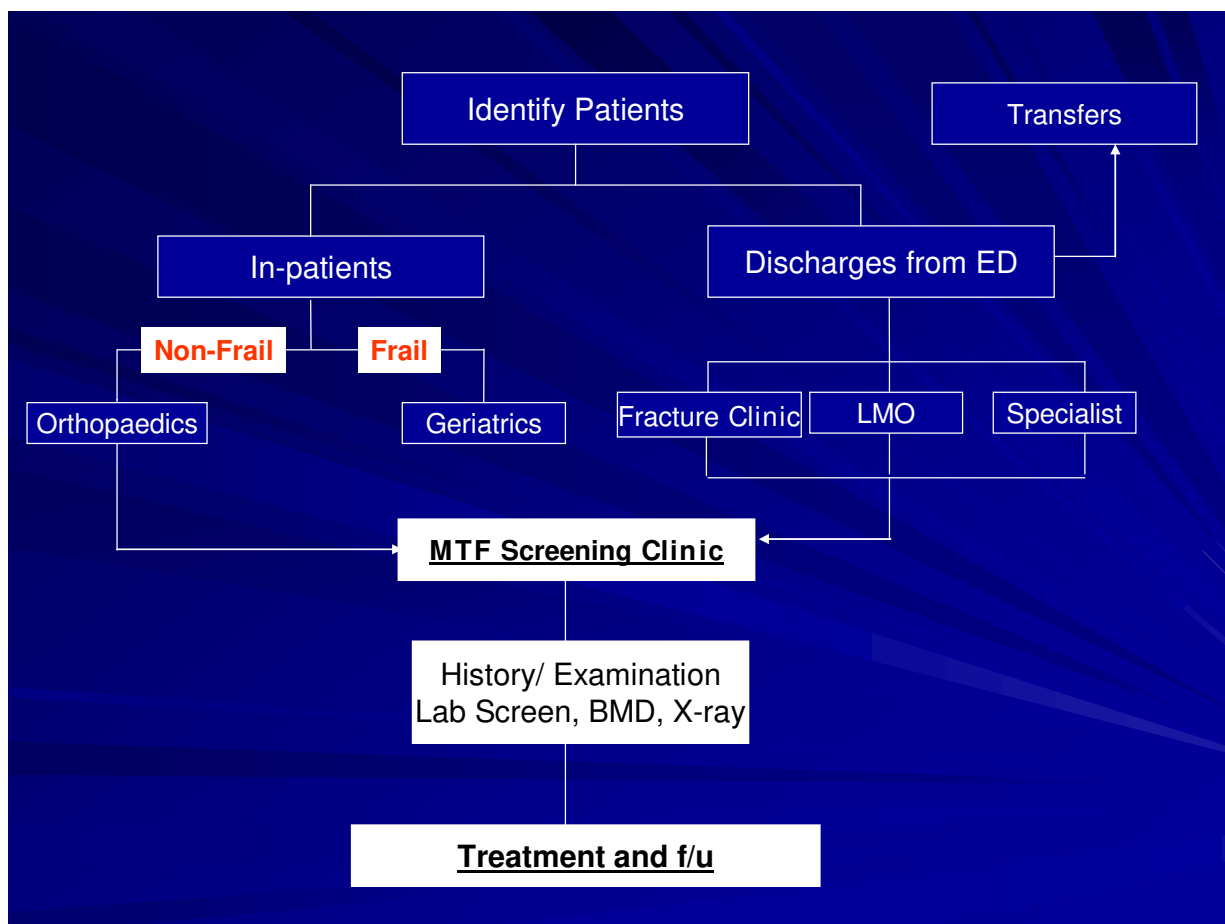 Identify Patients
Transfers
In-patients
Discharges from ED
Non-Frail
Frail
Orthopaedics
Geriatrics
Fracture Clinic
LMO
Specialist
MTF Screening Clinic
History/ Examination
Lab Screen, BMD, X-ray
Treatment and f/u